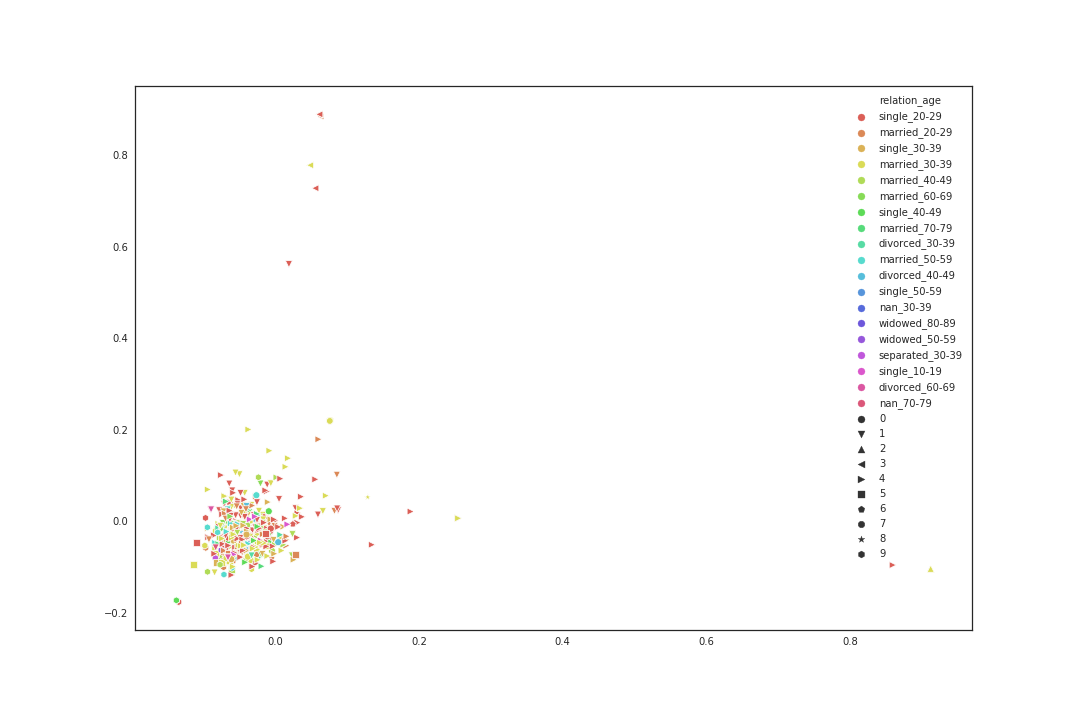 relation_age
single_20-29
married_20-29
single_30-39
married_30-39
married_40-49
married_60-69
single_40-49
married_70-79
divorced_30-39
married_50-59
divorced_40-49
single_50-59
nan_30-39
widowed_80-89
widowed_50-59
separated_30-39
single_10-19
divorced_60-69
nan_70-79
0
1
2
3
4
5
6
7
8
9
0.8
0.6
0.4
0.2
0.0
−0.2
0.0 0.2 0.4 0.6 0.8